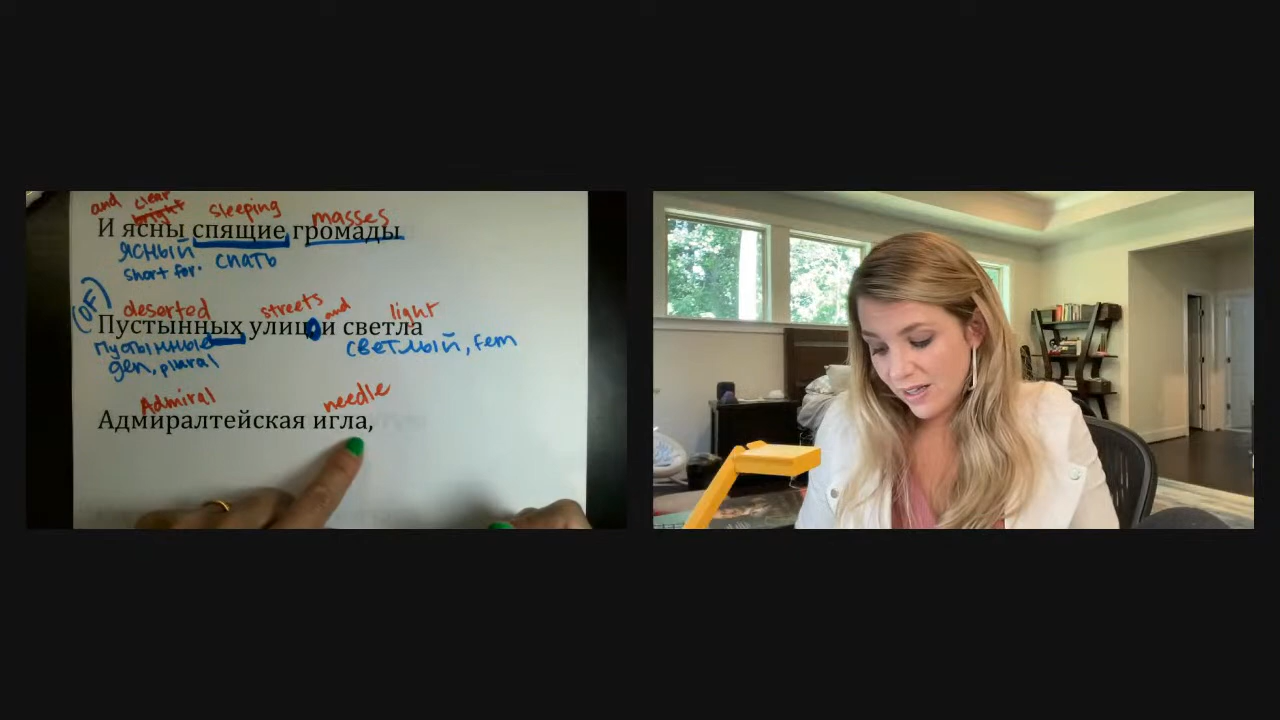 and clear
bright sleeping masses
И ясны спящие громады
ясный спать
short for.
(OF) deserted streets and light
Пустынных улиц и светла
Пустынные светлый, fem
gen, plural
Admiral needle
Адмиралтейская игла,